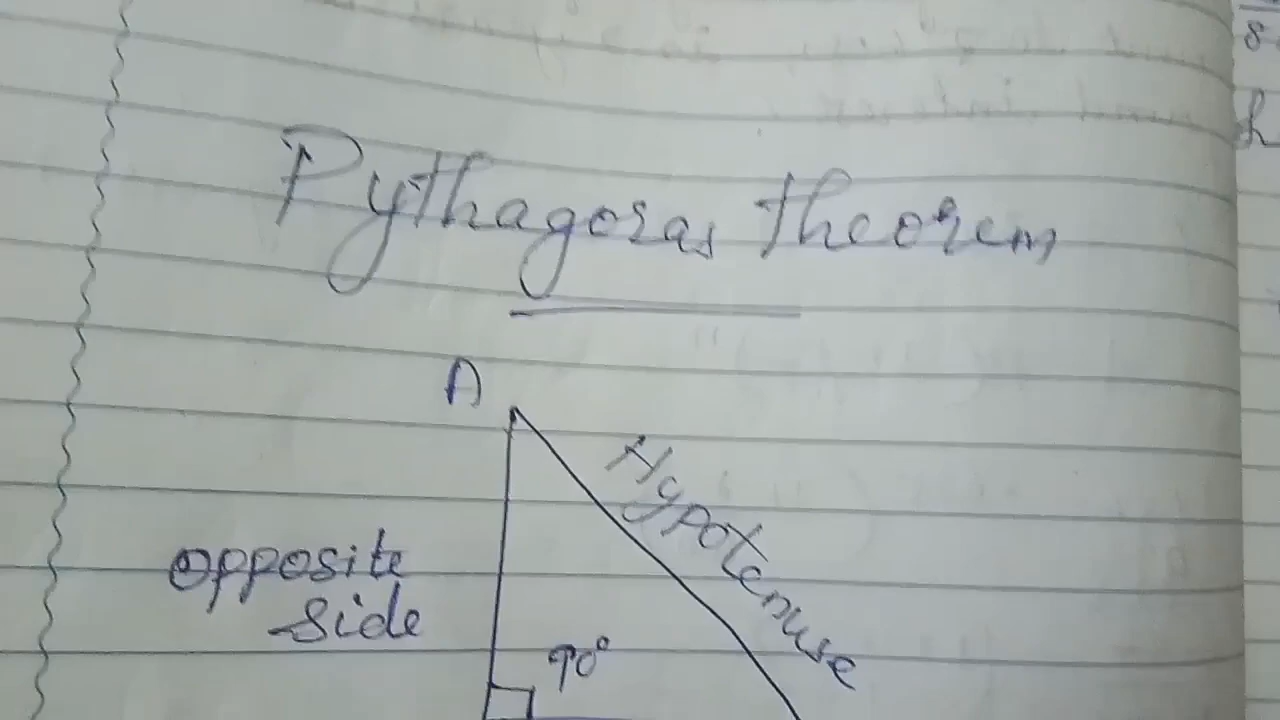 Pythagoras theorem
A
Hypotenuse
opposite
side
90°